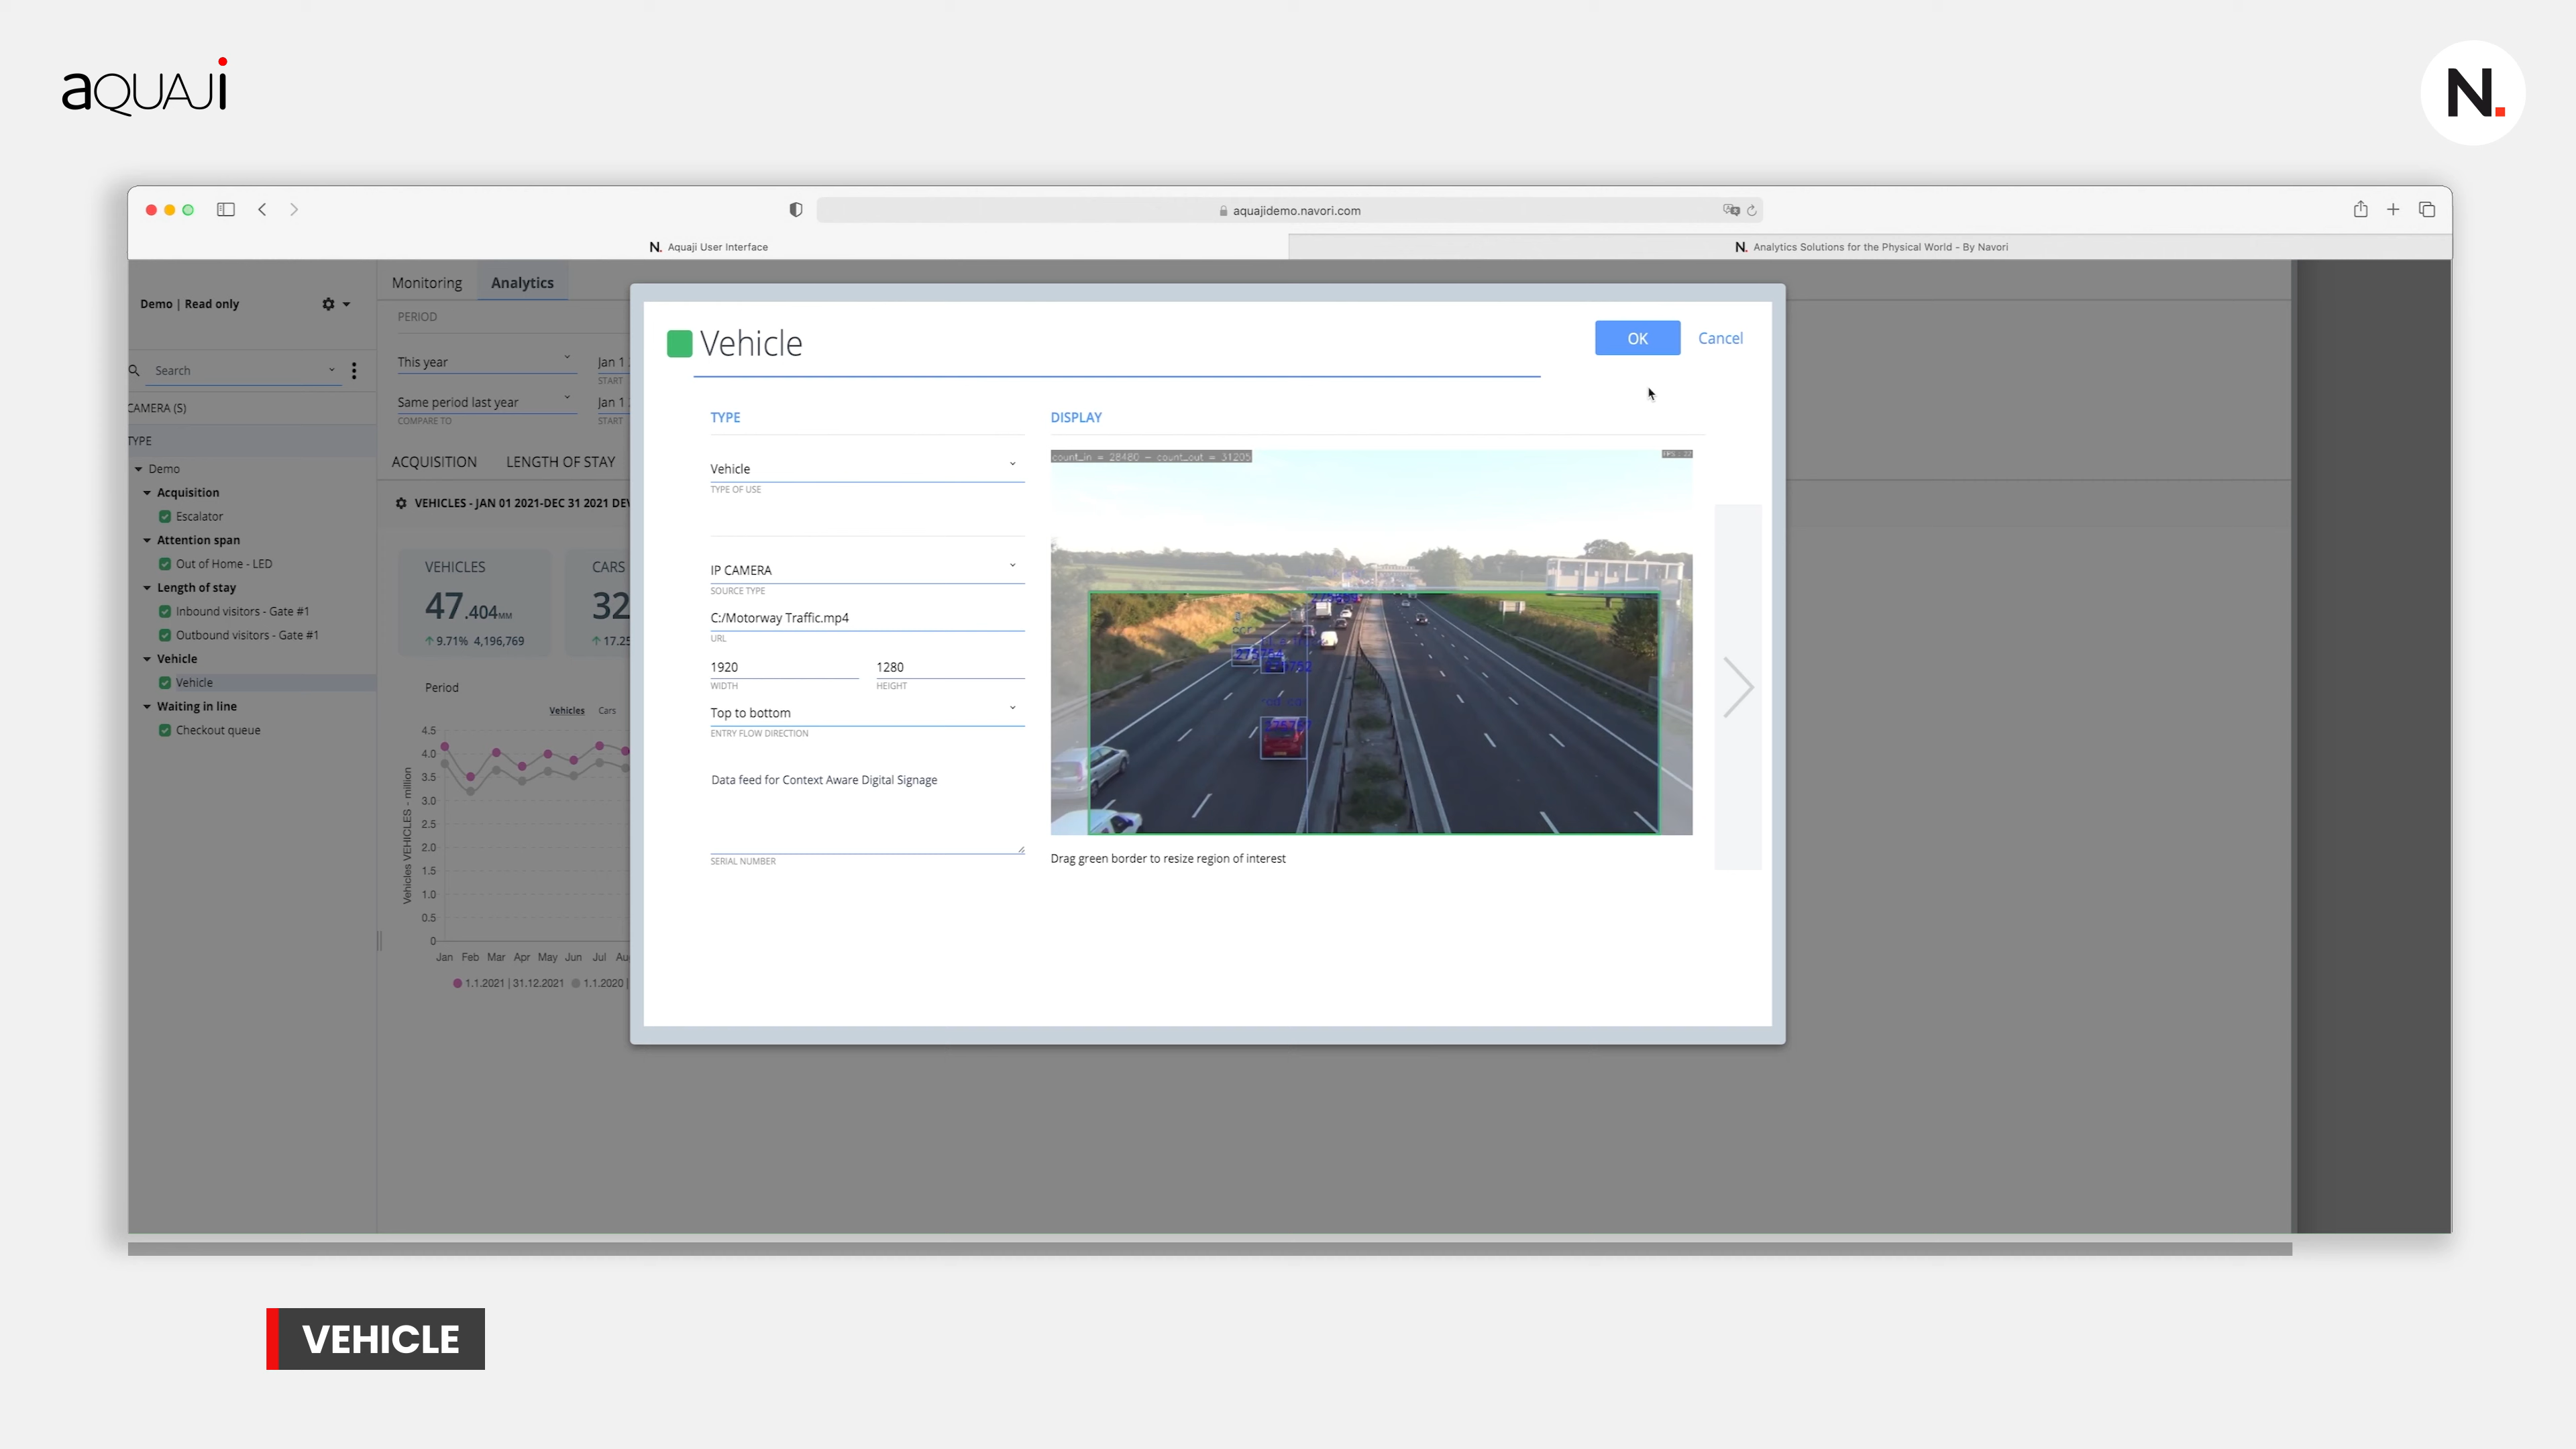 aQUAJi
N.
aquajidemo.navori.com
N. Aquaji User Interface
N. Analytics Solutions for the Physical World - By Navori
Demo | Read only
Monitoring Analytics
PERIOD
This year Jan 1
START
Same period last year Jan 1
COMPARE TO START
Search
CAMERA (S)
TYPE
Demo
Acquisition
Escalator
Attention span
Out of Home - LED
Length of stay
Inbound visitors - Gate #1
Outbound visitors - Gate #1
Vehicle
Vehicle
Waiting in line
Checkout queue
ACQUISITION LENGTH OF STAY
VEHICLES - JAN 01 2021-DEC 31 2021 DEV
VEHICLES CARS
47.404MM 32
9.71% 4,196,769 17.25
Period
Vehicles Cars
Vehicles VEHICLES - million
4.5
4.0
3.5
3.0
2.5
2.0
1.5
1.0
0.5
0
Jan Feb Mar Apr May Jun Jul Au
1.1.2021 | 31.12.2021 1.1.2020 |
Vehicle
OK Cancel
TYPE
Vehicle
TYPE OF USE
IP CAMERA
SOURCE TYPE
C:/Motorway Traffic.mp4
URL
1920 1280
WIDTH HEIGHT
Top to bottom
ENTRY FLOW DIRECTION
Data feed for Context Aware Digital Signage
SERIAL NUMBER
DISPLAY
count_in = 28480 - count_out = 31205
Drag green border to resize region of interest
VEHICLE